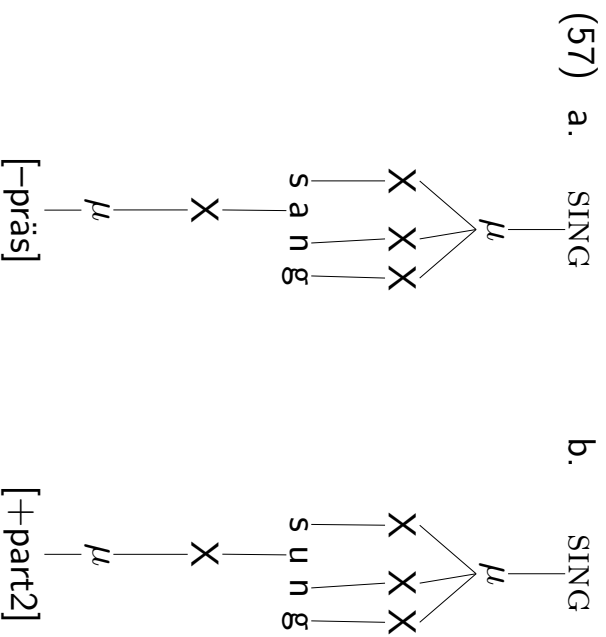 (57) a. SING b. SING
μ μ
X X X X X X
s a n g s u n g
X X
μ μ
[−präs] [+part2]